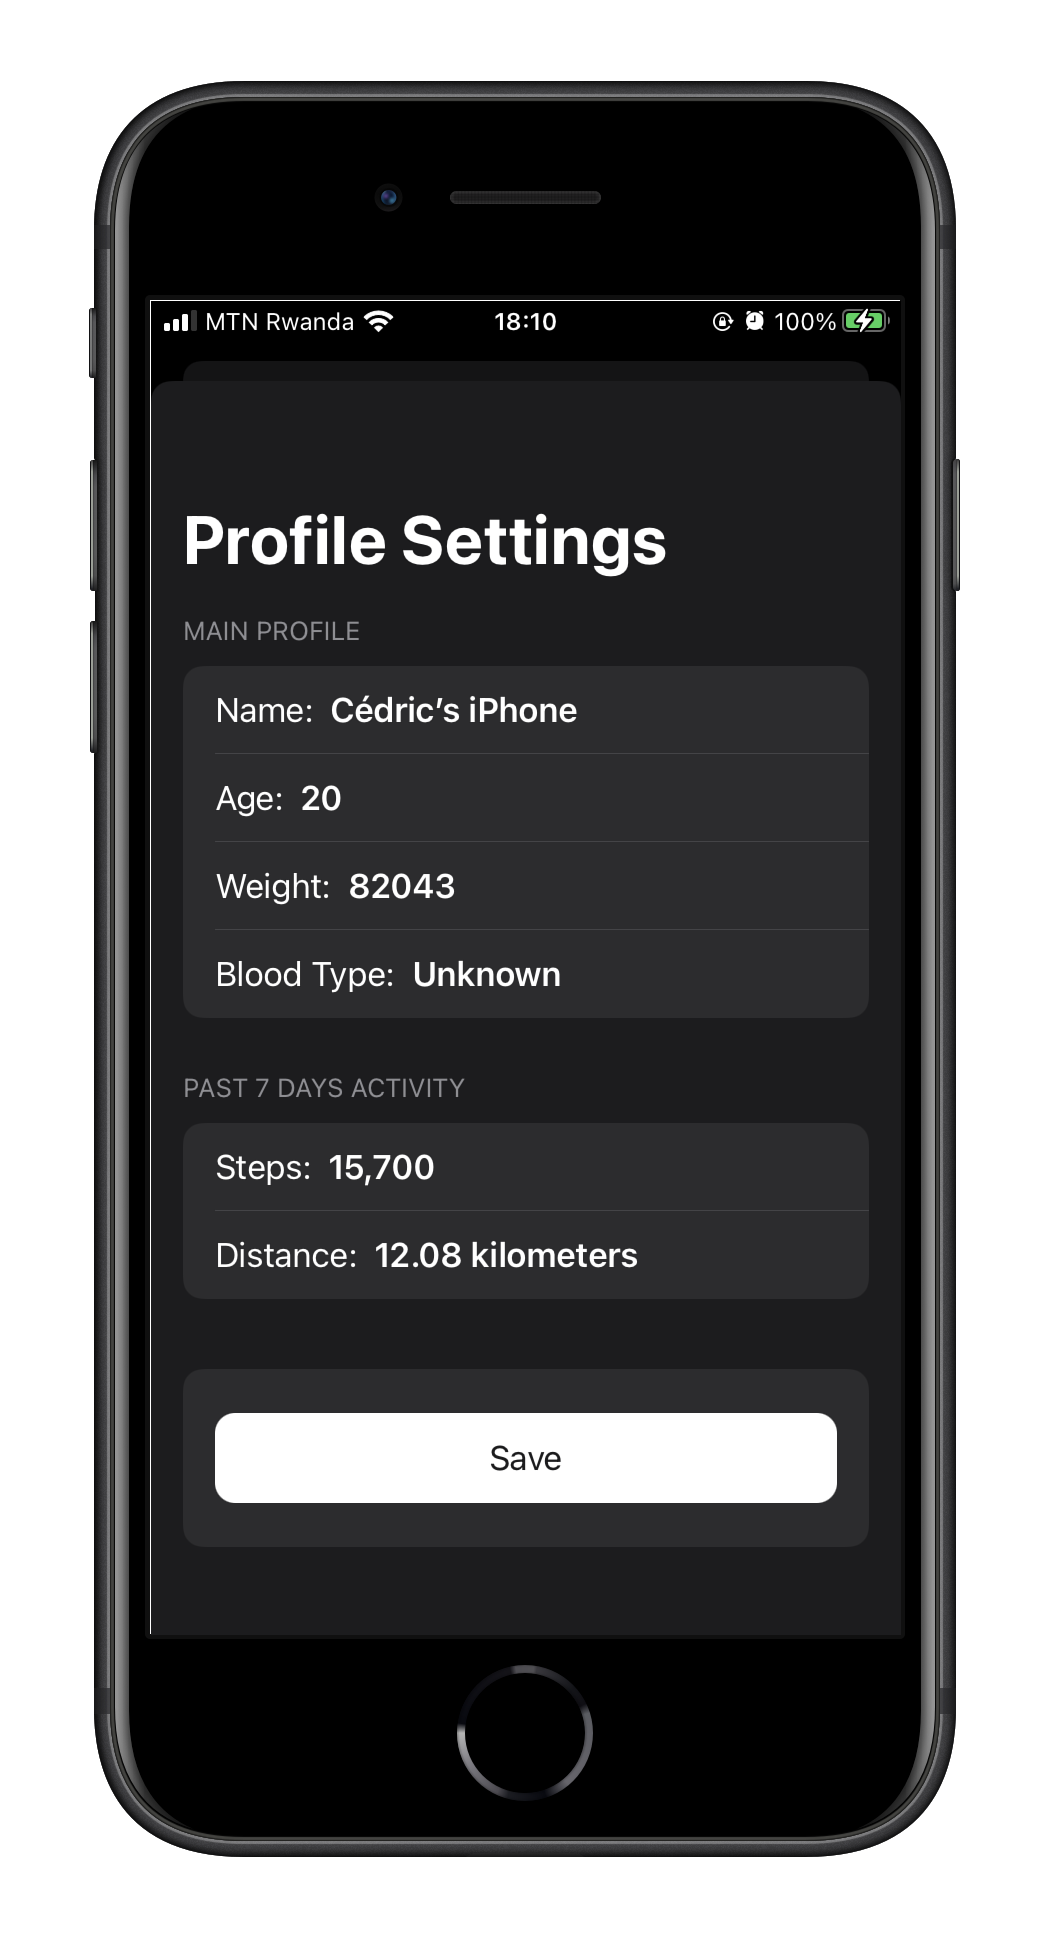 MTN Rwanda 18:10 100%
Profile Settings
MAIN PROFILE
Name: Cédric’s iPhone
Age: 20
Weight: 82043
Blood Type: Unknown
PAST 7 DAYS ACTIVITY
Steps: 15,700
Distance: 12.08 kilometers
Save